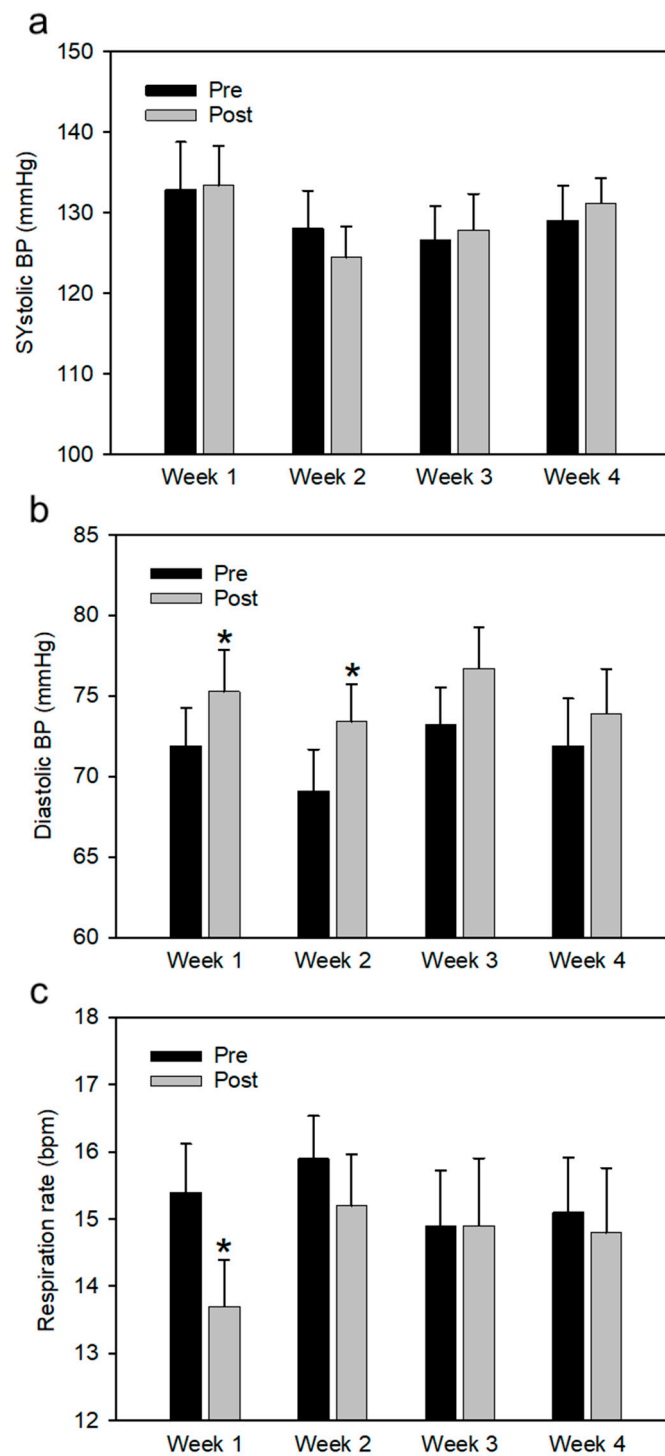 a
150
140
130
120
110
100
SYstolic BP (mmHg)
Pre
Post
Week 1 Week 2 Week 3 Week 4
b
85
80
75
70
65
60
Diastolic BP (mmHg)
Pre
Post
*
*
Week 1 Week 2 Week 3 Week 4
c
18
17
16
15
14
13
12
Respiration rate (bpm)
Pre
Post
*
Week 1 Week 2 Week 3 Week 4